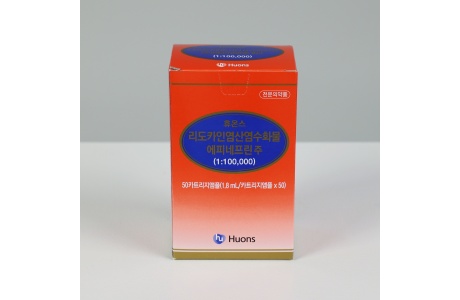 (1:100,000)
Huons
전문의약품
휴온스
리도카인염산염수화물
에피네프린 주
(1:100,000)
50카트리지앰플(1.8 mL/카트리지앰플 x 50)
hu Huons